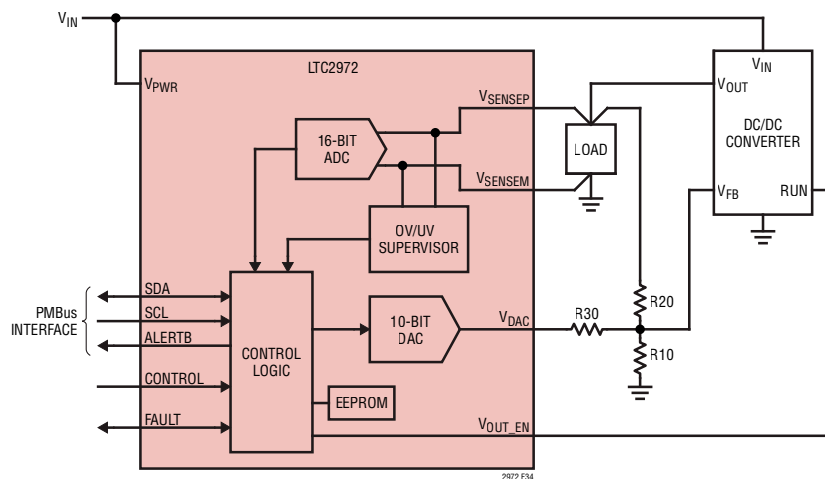 VIN
VPWR
LTC2972
VSENSEP
VIN
VOUT
DC/DC
CONVERTER
VFB
RUN
16-BIT
ADC
LOAD
VSENSEM
OV/UV
SUPERVISOR
PMBus
INTERFACE
SDA
SCL
ALERTB
CONTROL
FAULT
CONTROL
LOGIC
10-BIT
DAC
VDAC
R30
R20
R10
EEPROM
VOUT_EN
2972 F34